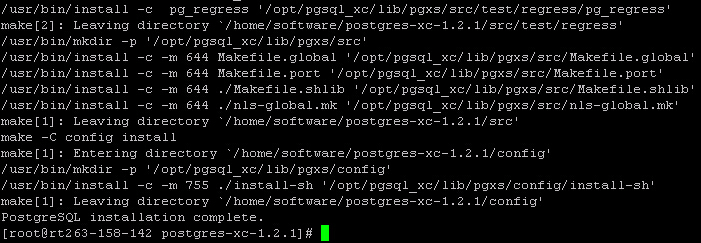 /usr/bin/install -c  pg_regress '/opt/pgsql_xc/lib/pgxs/src/test/regress/pg_regress'
make[2]: Leaving directory `/home/software/postgres-xc-1.2.1/src/test/regress'
/usr/bin/mkdir -p '/opt/pgsql_xc/lib/pgxs/src'
/usr/bin/install -c -m 644 Makefile.global '/opt/pgsql_xc/lib/pgxs/src/Makefile.global'
/usr/bin/install -c -m 644 Makefile.port '/opt/pgsql_xc/lib/pgxs/src/Makefile.port'
/usr/bin/install -c -m 644 ./Makefile.shlib '/opt/pgsql_xc/lib/pgxs/src/Makefile.shlib'
/usr/bin/install -c -m 644 ./nls-global.mk '/opt/pgsql_xc/lib/pgxs/src/nls-global.mk'
make[1]: Leaving directory `/home/software/postgres-xc-1.2.1/src'
make -C config install
make[1]: Entering directory `/home/software/postgres-xc-1.2.1/config'
/usr/bin/mkdir -p '/opt/pgsql_xc/lib/pgxs/config'
/usr/bin/install -c -m 755 ./install-sh '/opt/pgsql_xc/lib/pgxs/config/install-sh'
make[1]: Leaving directory `/home/software/postgres-xc-1.2.1/config'
PostgreSQL installation complete.
[root@rt263-158-142 postgres-xc-1.2.1]#